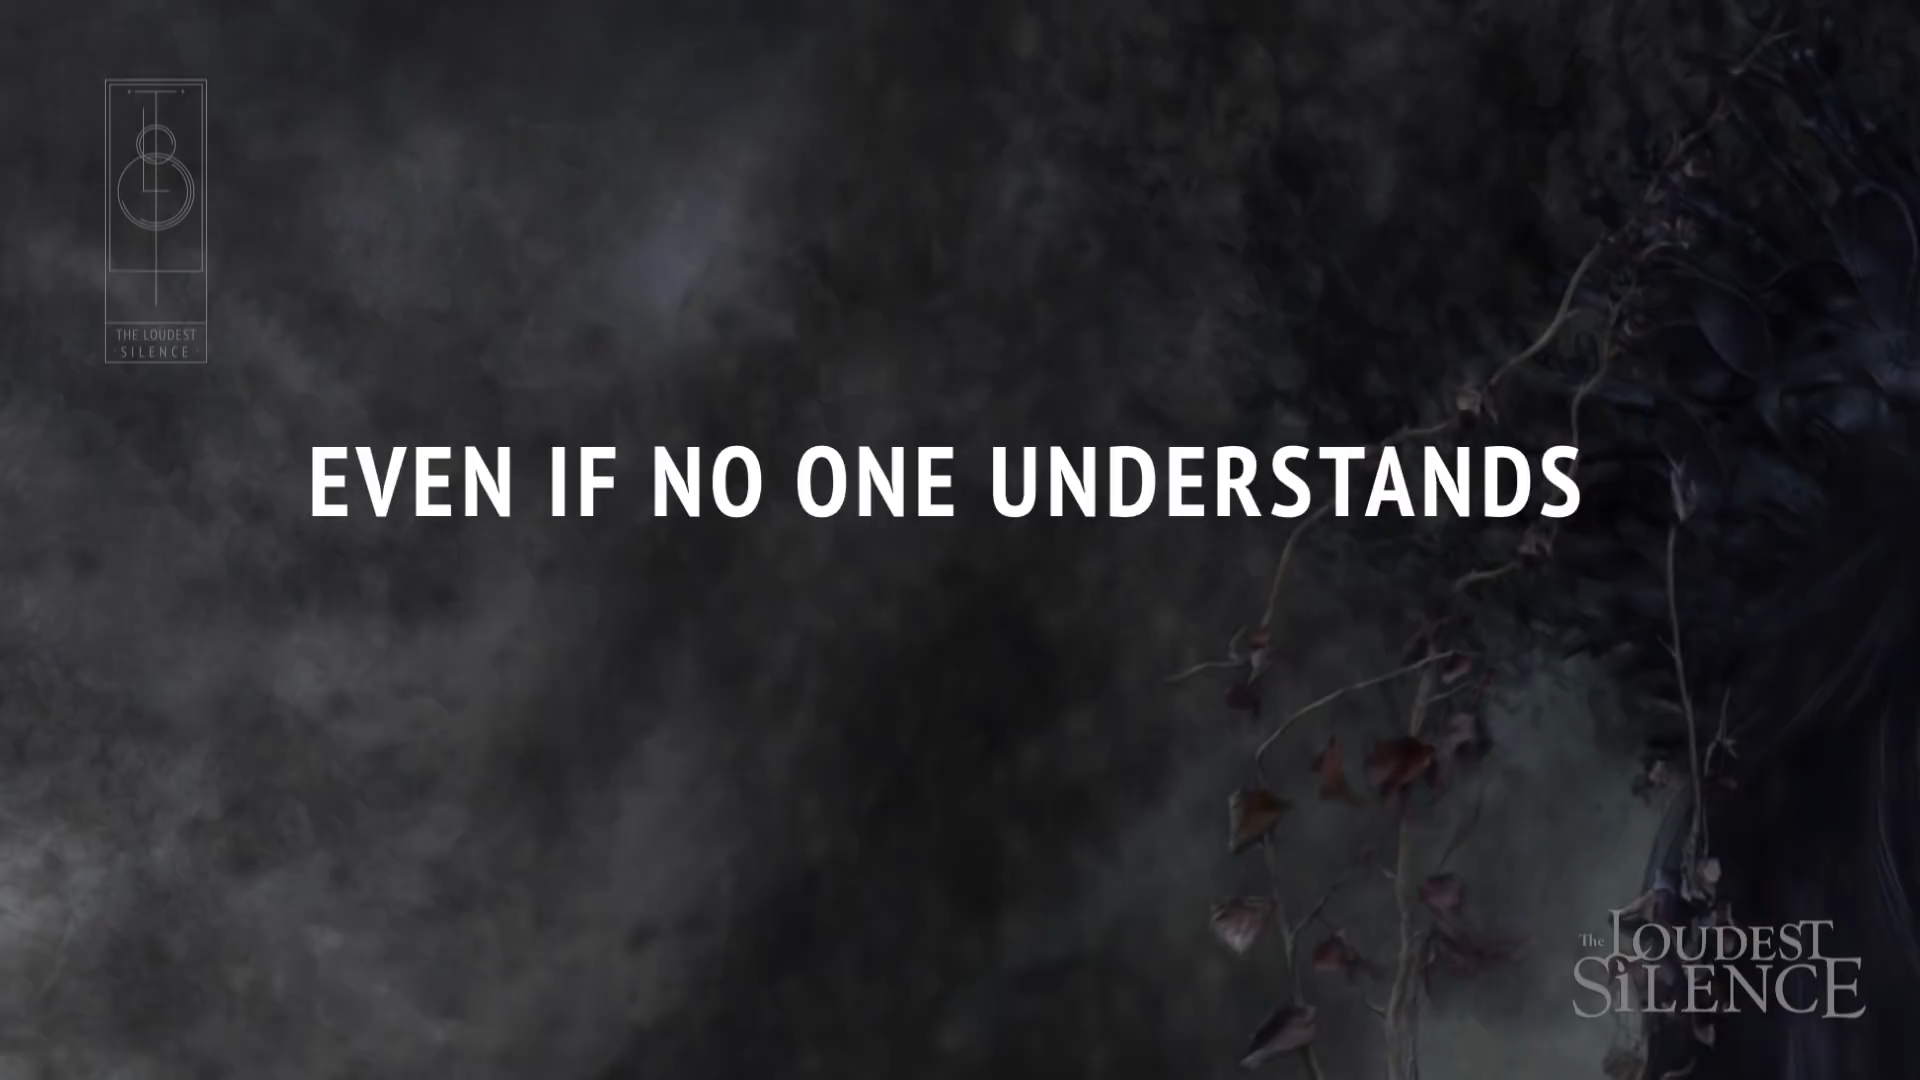 THE LOUDEST
SILENCE
EVEN IF NO ONE UNDERSTANDS
The LOUDEST
SiLENCE